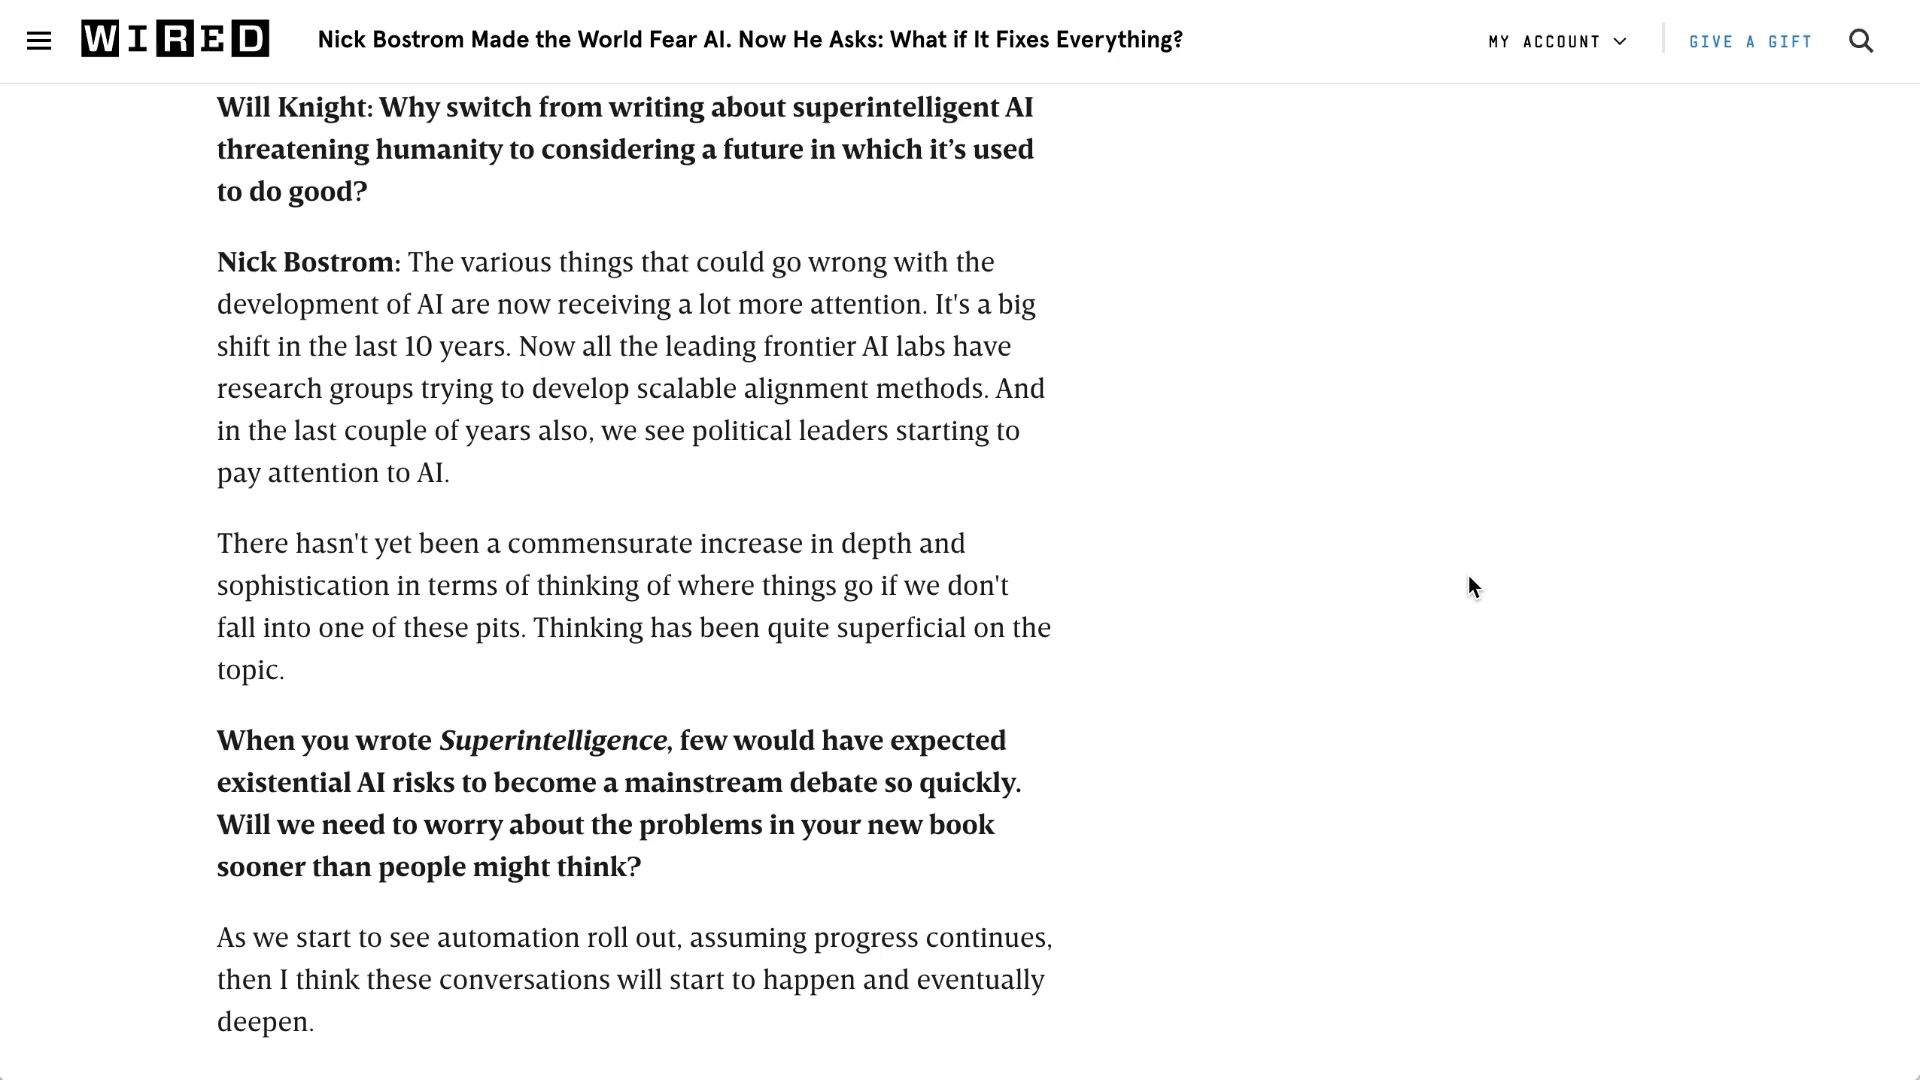 WIRED
Nick Bostrom Made the World Fear AI. Now He Asks: What if It Fixes Everything?
MY ACCOUNT
GIVE A GIFT
Will Knight: Why switch from writing about superintelligent AI
threatening humanity to considering a future in which it’s used
to do good?
Nick Bostrom: The various things that could go wrong with the
development of AI are now receiving a lot more attention. It's a big
shift in the last 10 years. Now all the leading frontier AI labs have
research groups trying to develop scalable alignment methods. And
in the last couple of years also, we see political leaders starting to
pay attention to AI.
There hasn't yet been a commensurate increase in depth and
sophistication in terms of thinking of where things go if we don't
fall into one of these pits. Thinking has been quite superficial on the
topic.
When you wrote Superintelligence, few would have expected
existential AI risks to become a mainstream debate so quickly.
Will we need to worry about the problems in your new book
sooner than people might think?
As we start to see automation roll out, assuming progress continues,
then I think these conversations will start to happen and eventually
deepen.